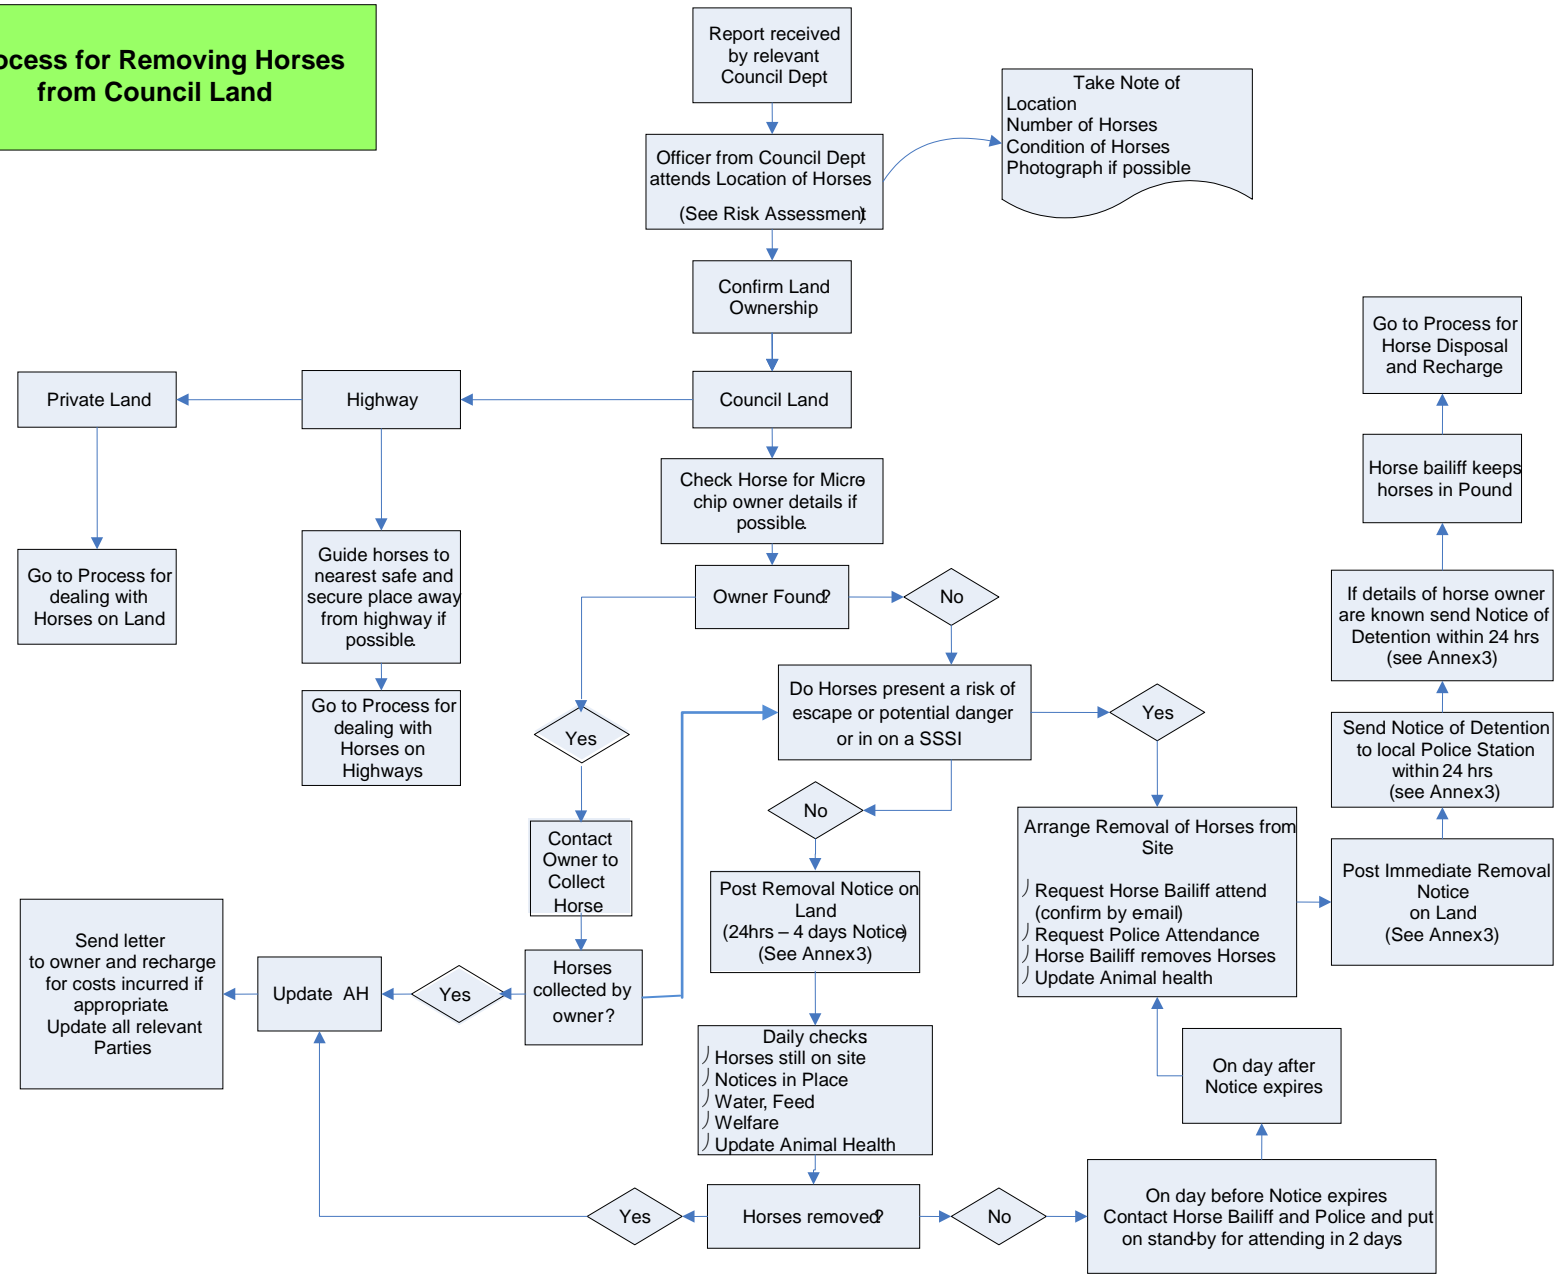 ocess for Removing Horses
from Council Land
Report received
by relevant
Council Dept
Take Note of
Location
Number of Horses
Condition of Horses
Photograph if possible
Officer from Council Dept
attends Location of Horses
(See Risk Assessment)
Confirm Land
Ownership
Private Land
Highway
Council Land
Go to Process for
Horse Disposal
and Recharge
Check Horse for Micro-
chip owner details if
possible.
Horse bailiff keeps
horses in Pound
Go to Process for
dealing with
Horses on Land
Guide horses to
nearest safe and
secure place away
from highway if
possible.
Owner Found?
No
If details of horse owner
are known send Notice of
Detention within 24 hrs
(see Annex3)
Go to Process for
dealing with
Horses on
Highways
Yes
Do Horses present a risk of
escape or potential danger
or in on a SSSI
Yes
Send Notice of Detention
to local Police Station
within 24 hrs
(see Annex3)
No
Contact
Owner to
Collect
Horse
Arrange Removal of Horses from
Site
Request Horse Bailiff attend
(confirm by e-mail)
Request Police Attendance
Horse Bailiff removes Horses
Update Animal health
Post Immediate Removal
Notice
on Land
(See Annex3)
Post Removal Notice on
Land
(24hrs – 4 days Notice)
(See Annex3)
Send letter
to owner and recharge
for costs incurred if
appropriate.
Update all relevant
Parties
Update AH
Yes
Horses
collected by
owner?
Daily checks
Horses still on site
Notices in Place
Water, Feed
Welfare
Update Animal Health
On day after
Notice expires
Yes
Horses removed?
No
On day before Notice expires
Contact Horse Bailiff and Police and put
on stand-by for attending in 2 days